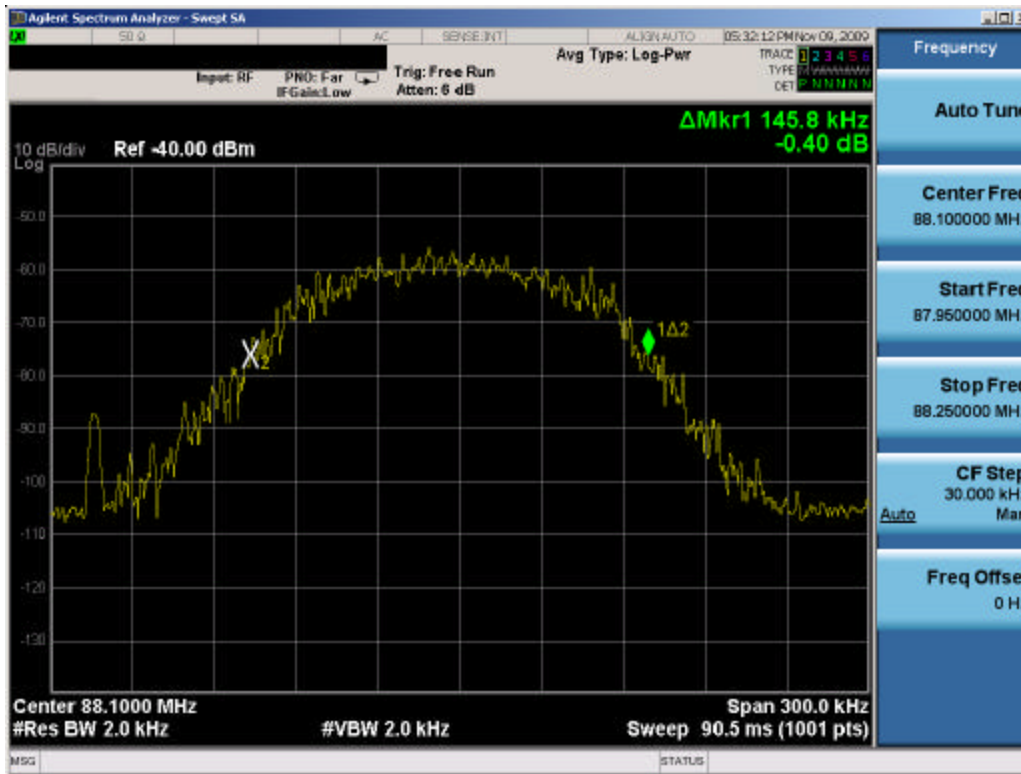 Agilent Spectrum Analyzer - Swept SA
50 Ω AC SENSE:INT ALIGN AUTO 05:32:12 PM Nov 09, 2009
Frequency
Avg Type: Log-Pwr
TRACE 1 2 3 4 5 6
Input: RF PNO: Far Trig: Free Run
TYPE
IFGain:Low Atten: 6 dB
DET P N N N N N
Auto Tune
ΔMkr1 145.8 kHz
-0.40 dB
10 dB/div Ref -40.00 dBm
Log
Center Freq
88.100000 MH
-50.0
-60.0
Start Freq
87.950000 MH
-70.0
1Δ2
X2
-80.0
Stop Freq
88.250000 MH
-90.0
-100
CF Step
30.000 kH
Auto Man
-110
Freq Offse
0 H
-120
-130
Center 88.1000 MHz Span 300.0 kHz
#Res BW 2.0 kHz #VBW 2.0 kHz Sweep 90.5 ms (1001 pts)
MSG STATUS